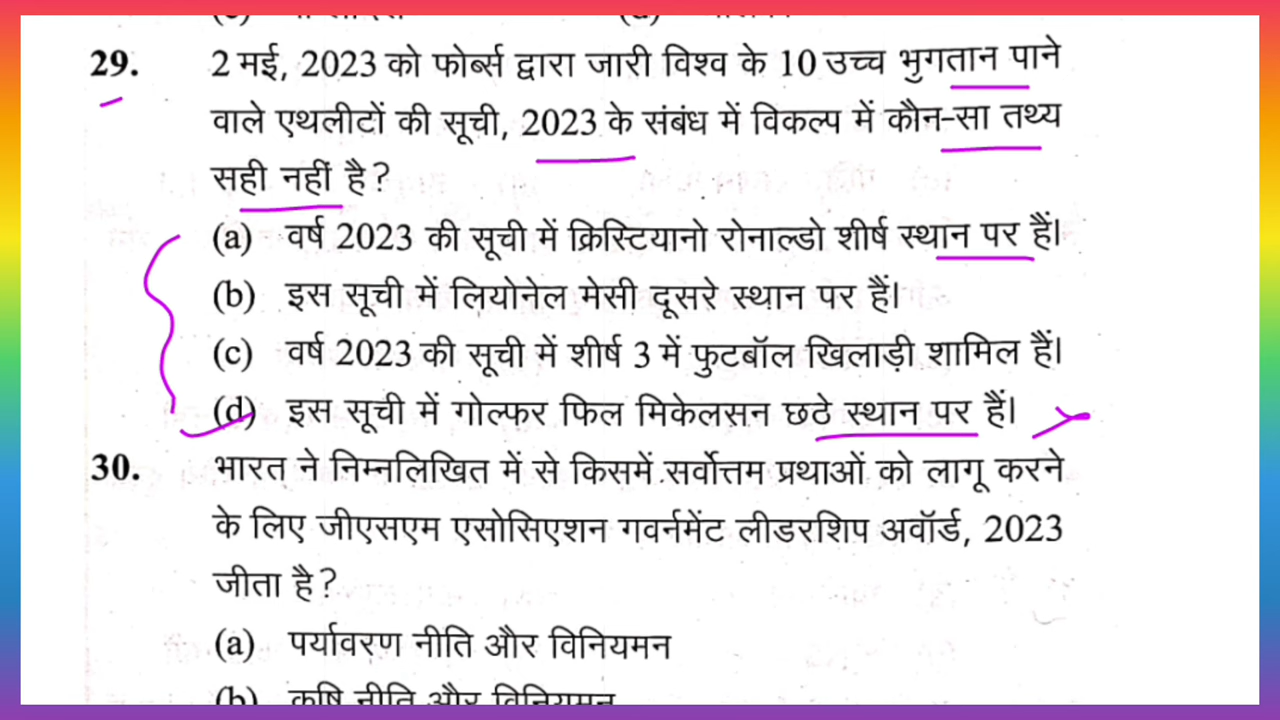 29. 2 मई, 2023 को फोर्ब्स द्वारा जारी विश्व के 10 उच्च भुगतान पाने
वाले एथलीटों की सूची, 2023 के संबंध में विकल्प में कौन-सा तथ्य
सही नहीं है?
(a) वर्ष 2023 की सूची में क्रिस्टियानो रोनाल्डो शीर्ष स्थान पर हैं।
(b) इस सूची में लियोनेल मेसी दूसरे स्थान पर हैं।
(c) वर्ष 2023 की सूची में शीर्ष 3 में फुटबॉल खिलाड़ी शामिल हैं।
(d) इस सूची में गोल्फर फिल मिकेलसन छठे स्थान पर हैं।
30. भारत ने निम्नलिखित में से किसमें सर्वोत्तम प्रथाओं को लागू करने
के लिए जीएसएम एसोसिएशन गवर्नमेंट लीडरशिप अवॉर्ड, 2023
जीता है?
(a) पर्यावरण नीति और विनियमन
(b) कृषि नीति और विनियमन